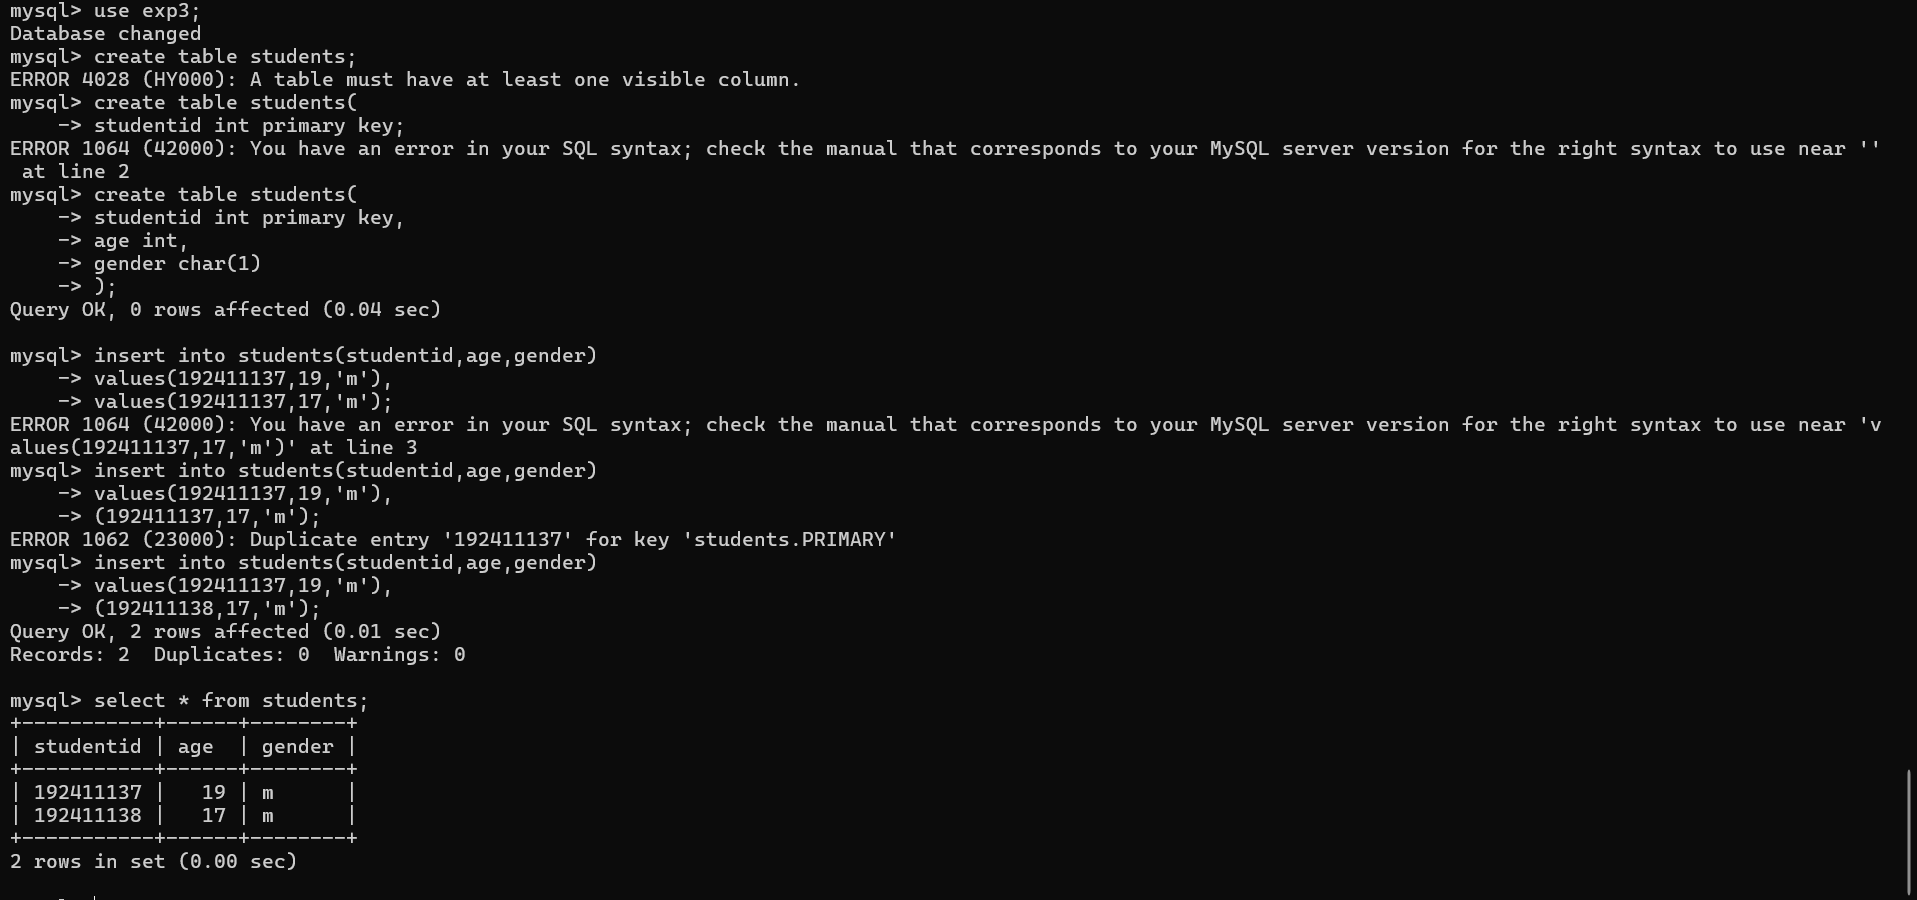 mysql> use exp3;
Database changed
mysql> create table students;
ERROR 4028 (HY000): A table must have at least one visible column.
mysql> create table students(
    -> studentid int primary key;
ERROR 1064 (42000): You have an error in your SQL syntax; check the manual that corresponds to your MySQL server version for the right syntax to use near ''
 at line 2
mysql> create table students(
    -> studentid int primary key,
    -> age int,
    -> gender char(1)
    -> );
Query OK, 0 rows affected (0.04 sec)

mysql> insert into students(studentid,age,gender)
    -> values(192411137,19,'m'),
    -> values(192411137,17,'m');
ERROR 1064 (42000): You have an error in your SQL syntax; check the manual that corresponds to your MySQL server version for the right syntax to use near 'v
alues(192411137,17,'m')' at line 3
mysql> insert into students(studentid,age,gender)
    -> values(192411137,19,'m'),
    -> (192411137,17,'m');
ERROR 1062 (23000): Duplicate entry '192411137' for key 'students.PRIMARY'
mysql> insert into students(studentid,age,gender)
    -> values(192411137,19,'m'),
    -> (192411138,17,'m');
Query OK, 2 rows affected (0.01 sec)
Records: 2  Duplicates: 0  Warnings: 0

mysql> select * from students;
+-----------+------+--------+
| studentid | age  | gender |
+-----------+------+--------+
| 192411137 |   19 | m      |
| 192411138 |   17 | m      |
+-----------+------+--------+
2 rows in set (0.00 sec)